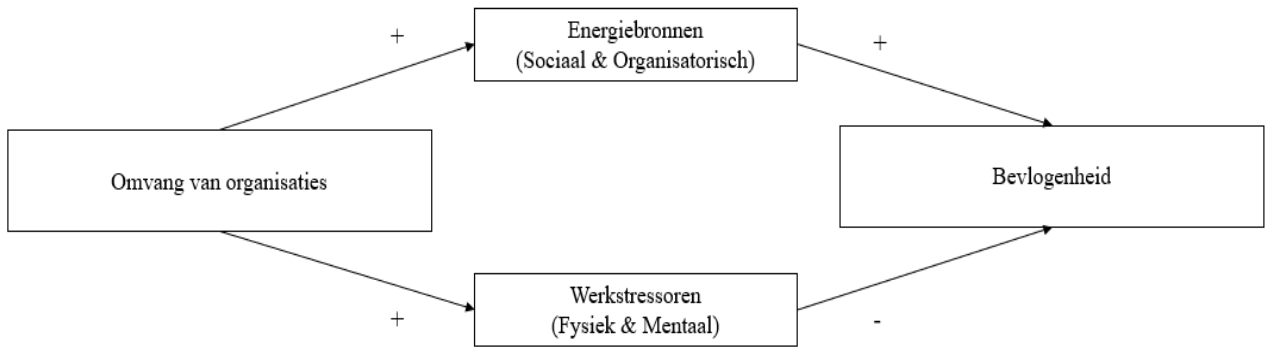 +
Energiebronnen
(Sociaal & Organisatorisch)
+
Omvang van organisaties
Bevlogenheid
+
Werkstressoren
(Fysiek & Mentaal)
-